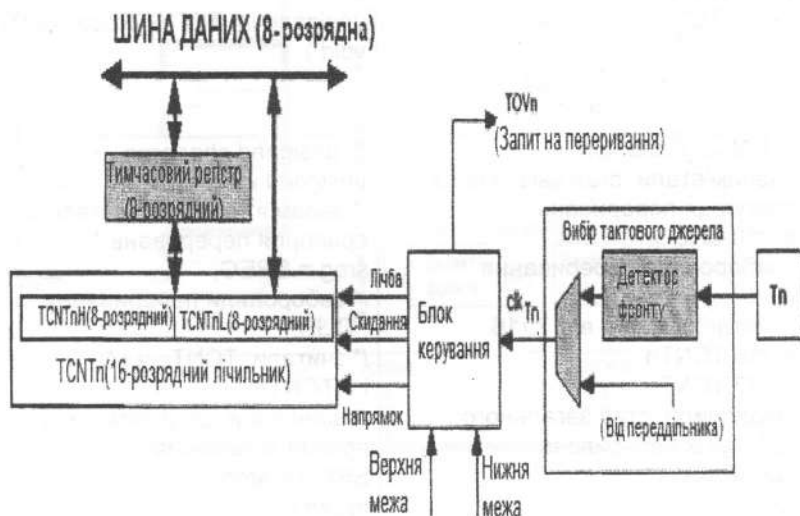 ШИНА ДАНИХ (8-розрядна)
TOVn
(Запит на переривання)
Тимчасовий регістр
(8-розрядний)
Вибір тактового джерела
Детектор
фронту
Tn
Лічба
TCNTnH(8-розрядний)
TCNTnL(8-розрядний)
Скидання
Блок
керування
clk Tn
TCNTn(16-розрядний лічильник)
Напрямок
(Від переддільника)
Верхня
межа
Нижня
межа